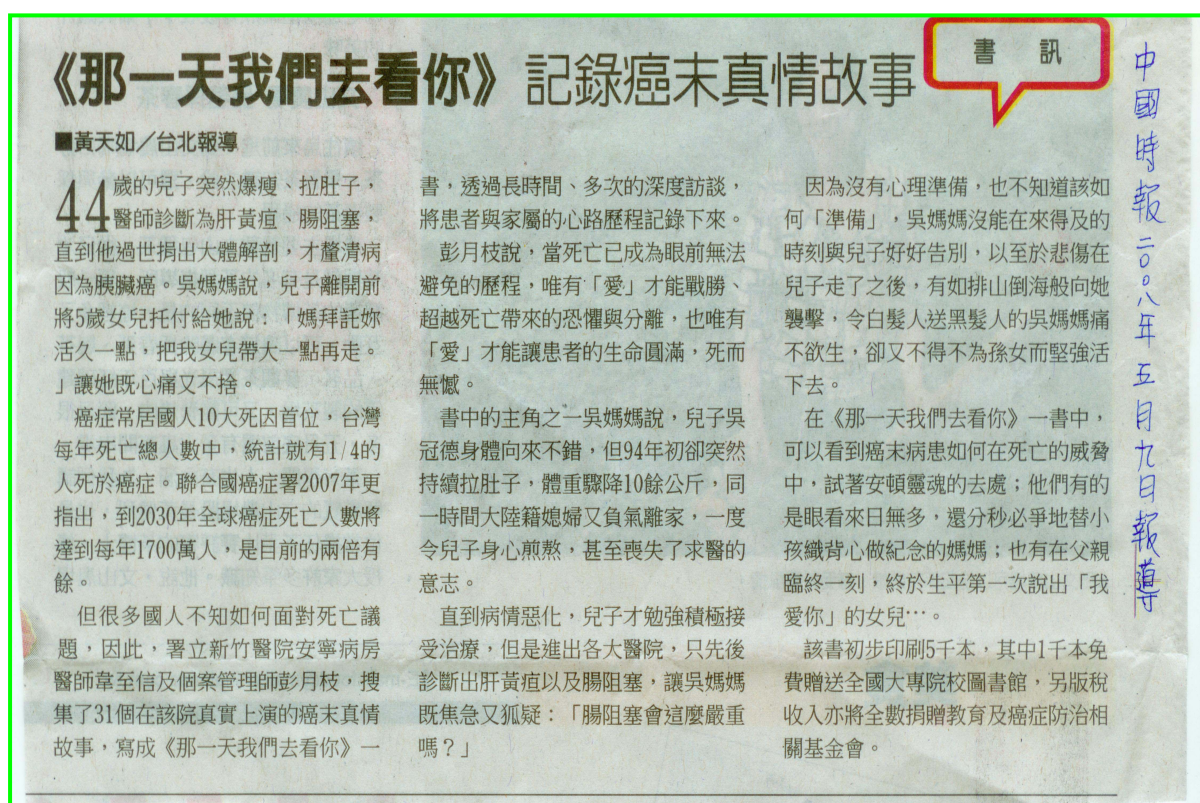 書訊
《那一天我們去看你》記錄癌末真情故事
■黃天如／台北報導
44歲的兒子突然爆瘦、拉肚子，
醫師診斷為肝黃疸、腸阻塞，
直到他過世捐出大體解剖，才釐清病
因為胰臟癌。吳媽媽說，兒子離開前
將5歲女兒托付給她說：「媽拜託妳
活久一點，把我女兒帶大一點再走。
」讓她既心痛又不捨。
癌症常居國人10大死因首位，台灣
每年死亡總人數中，統計就有1/4的
人死於癌症。聯合國癌症署2007年更
指出，到2030年全球癌症死亡人數將
達到每年1700萬人，是目前的兩倍有
餘。
但很多國人不知如何面對死亡議
題，因此，署立新竹醫院安寧病房
醫師韋至信及個案管理師彭月枝，搜
集了31個在該院真實上演的癌末真情
故事，寫成《那一天我們去看你》一
書，透過長時間、多次的深度訪談，
將患者與家屬的心路歷程記錄下來。
彭月枝說，當死亡已成為眼前無法
避免的歷程，唯有「愛」才能戰勝、
超越死亡帶來的恐懼與分離，也唯有
「愛」才能讓患者的生命圓滿，死而
無憾。
書中的主角之一吳媽媽說，兒子吳
冠德身體向來不錯，但94年初卻突然
持續拉肚子，體重驟降10餘公斤，同
一時間大陸籍媳婦又負氣離家，一度
令兒子身心煎熬，甚至喪失了求醫的
意志。
直到病情惡化，兒子才勉強積極接
受治療，但是進出各大醫院，只先後
診斷出肝黃疸以及腸阻塞，讓吳媽媽
既焦急又狐疑：「腸阻塞會這麼嚴重
嗎？」
因為沒有心理準備，也不知道該如
何「準備」，吳媽媽沒能在來得及的
時刻與兒子好好告別，以至於悲傷在
兒子走了之後，有如排山倒海般向她
襲擊，令白髮人送黑髮人的吳媽媽痛
不欲生，卻又不得不為孫女而堅強活
下去。
在《那一天我們去看你》一書中，
可以看到癌末病患如何在死亡的威脅
中，試著安頓靈魂的去處；他們有的
是眼看來日無多，還分秒必爭地替小
孩織背心做紀念的媽媽；也有在父親
臨終一刻，終於生平第一次說出「我
愛你」的女兒…。
該書初步印刷5千本，其中1千本免
費贈送全國大專院校圖書館，另版稅
收入亦將全數捐贈教育及癌症防治相
關基金會。
中國時報二〇〇八年五月九日報導